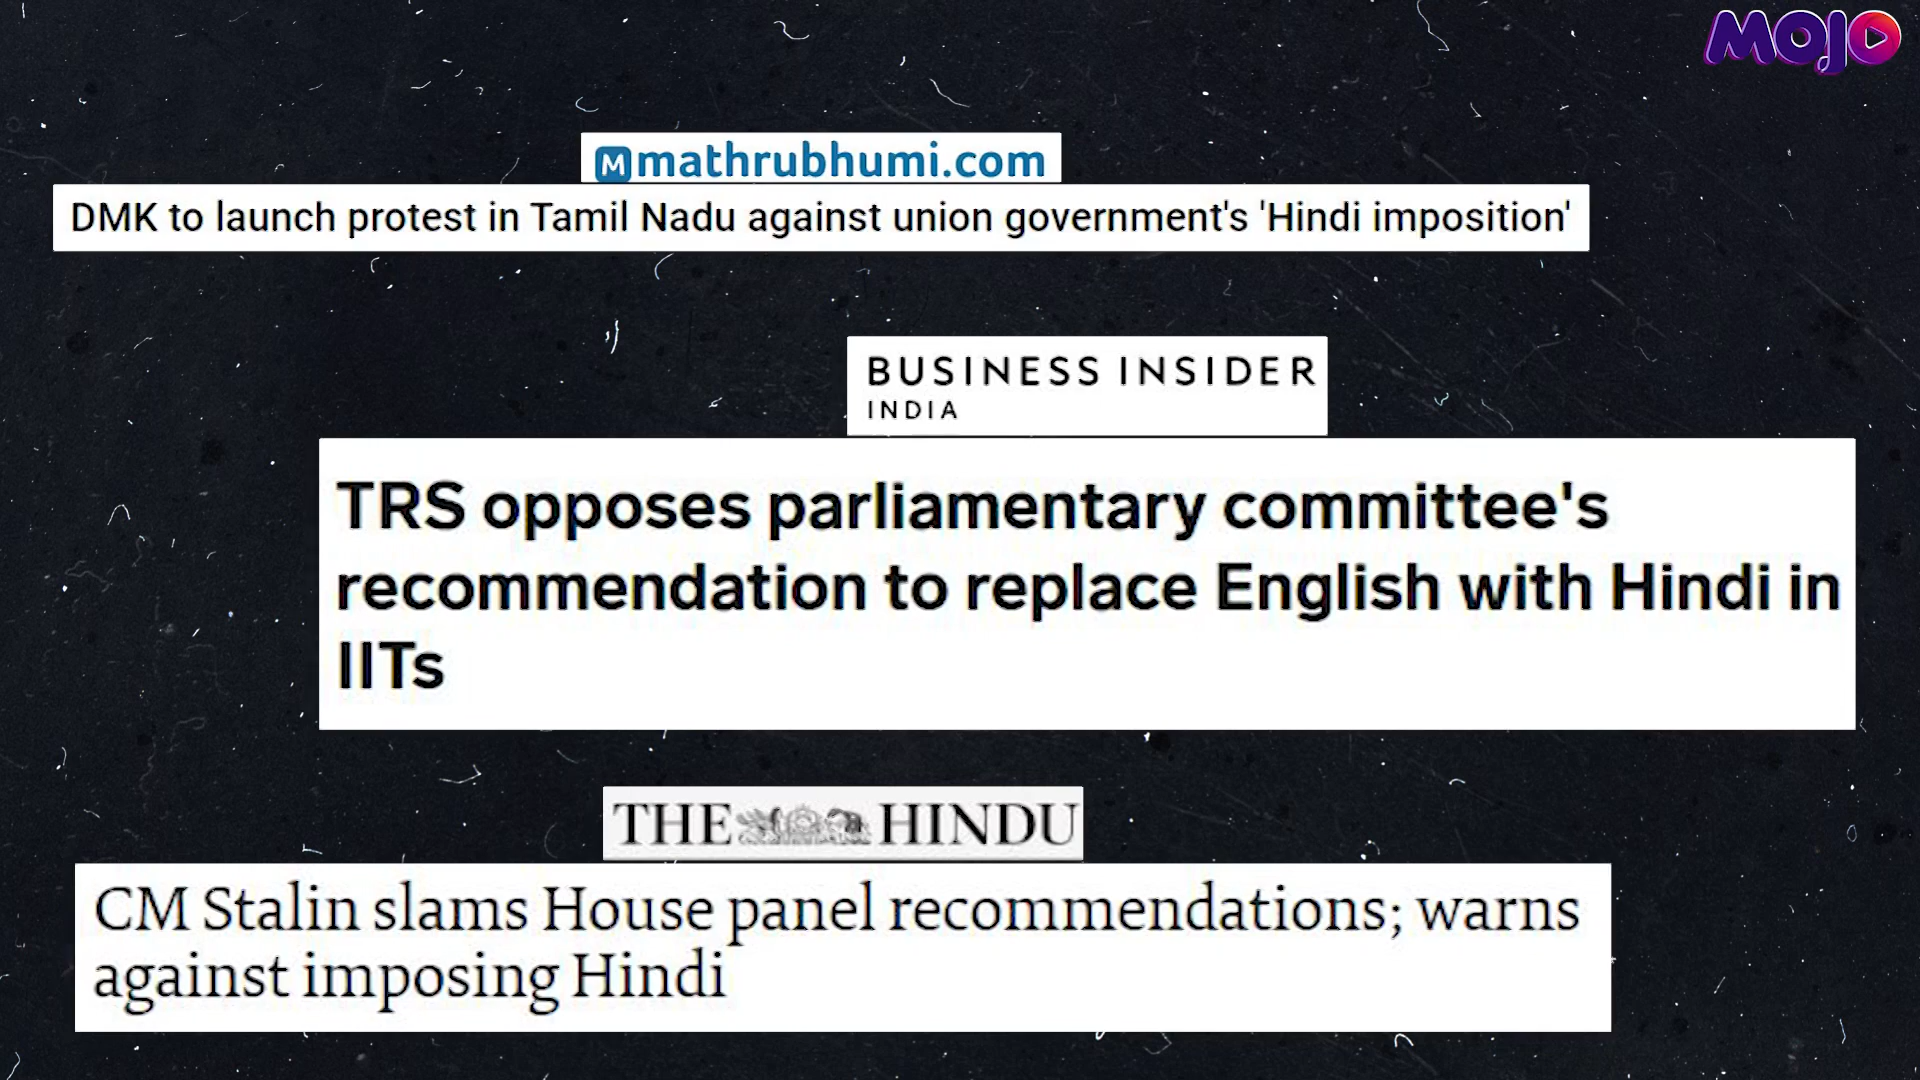 MOJO
mathrubhumi.com
DMK to launch protest in Tamil Nadu against union government's 'Hindi imposition'
BUSINESS INSIDER
INDIA
TRS opposes parliamentary committee's
recommendation to replace English with Hindi in
IITs
THE HINDU
CM Stalin slams House panel recommendations; warns
against imposing Hindi